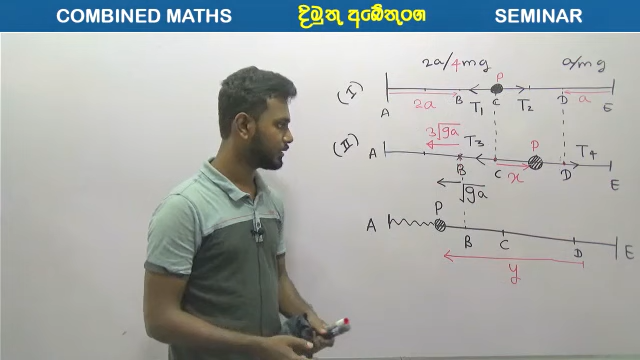 COMBINED MATHS දිමුතු අබේතුංග SEMINAR
2a/4mg a/mg
(I) P
2a a
A B T₁ C T₂ D E
3√ga
(II) A T₃ P T₄
B C x D E
√ga
A P
B C D E
y